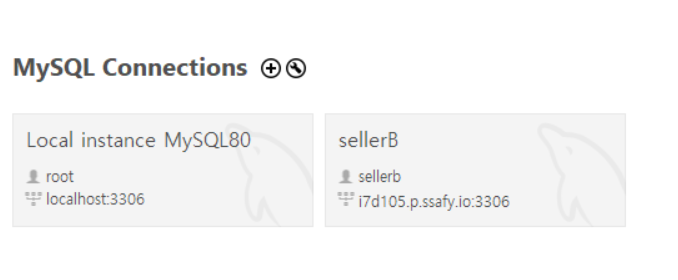 MySQL Connections
Local instance MySQL80
root
localhost:3306
sellerB
sellerb
i7d105.p.ssafy.io:3306